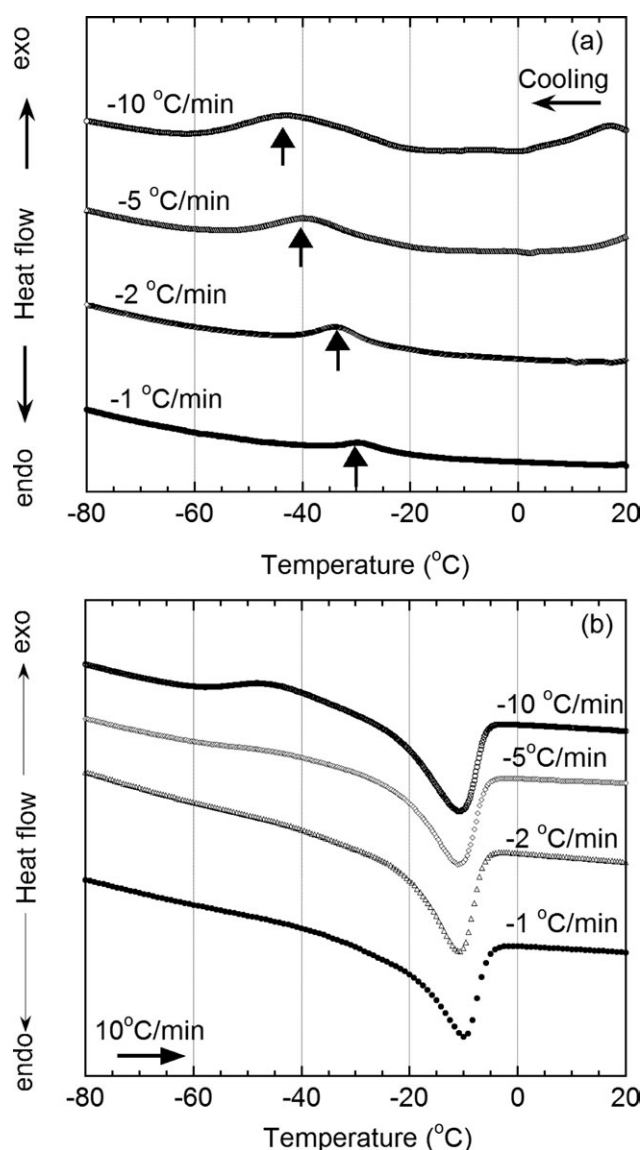 (a)
exo
Cooling
-10 °C/min
-5 °C/min
Heat flow
-2 °C/min
-1 °C/min
endo
-80 -60 -40 -20 0 20
Temperature (°C)
(b)
exo
-10 °C/min
-5°C/min
Heat flow
-2 °C/min
-1 °C/min
10°C/min
endo
-80 -60 -40 -20 0 20
Temperature (°C)